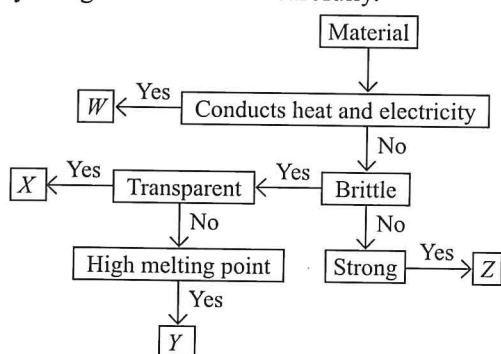 Material
Yes
W
Conducts heat and electricity
No
Yes
Yes
X
Transparent
Brittle
No
No
High melting point
Strong
Yes
Z
Yes
Y